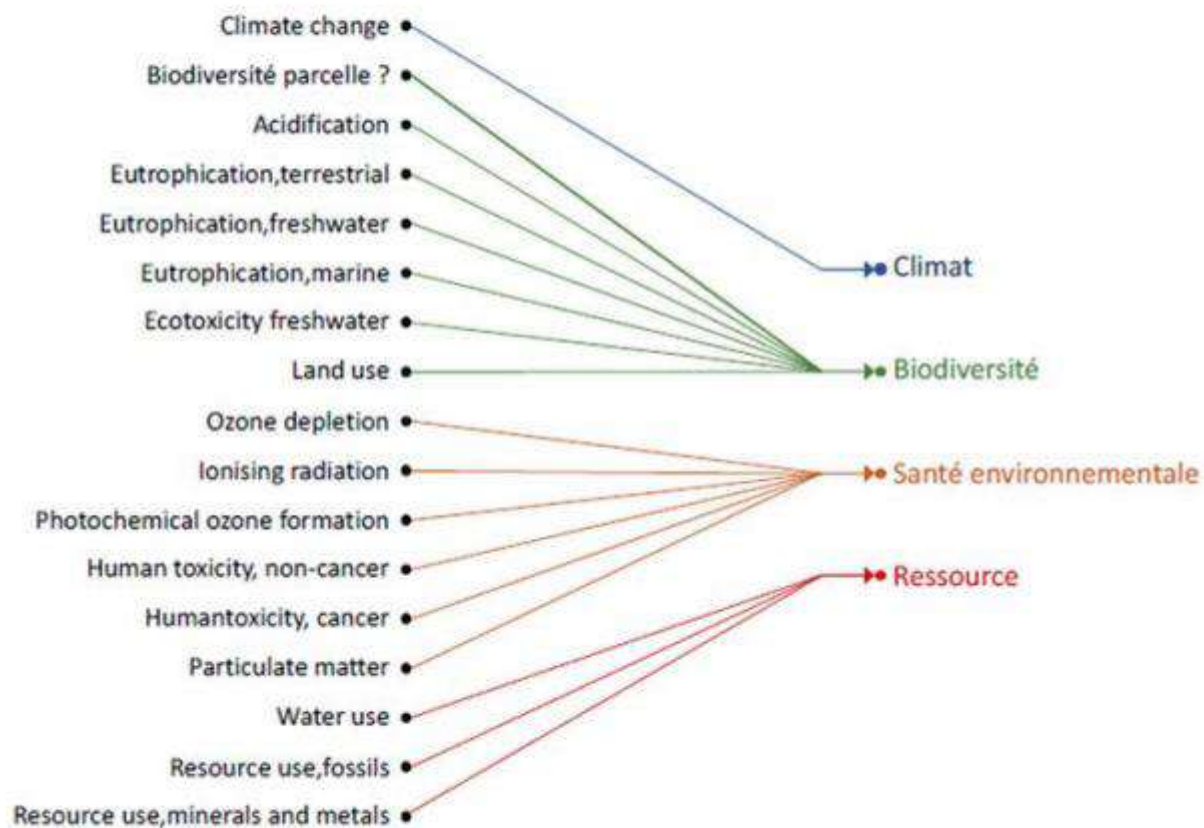 Climate change
Biodiversité parcelle ?
Acidification
Eutrophication,terrestrial
Eutrophication,freshwater
Eutrophication,marine
Ecotoxicity freshwater
Land use
Ozone depletion
Ionising radiation
Photochemical ozone formation
Human toxicity, non-cancer
Humantoxicity, cancer
Particulate matter
Water use
Resource use,fossils
Resource use,minerals and metals
Climat
Biodiversité
Santé environnementale
Ressource